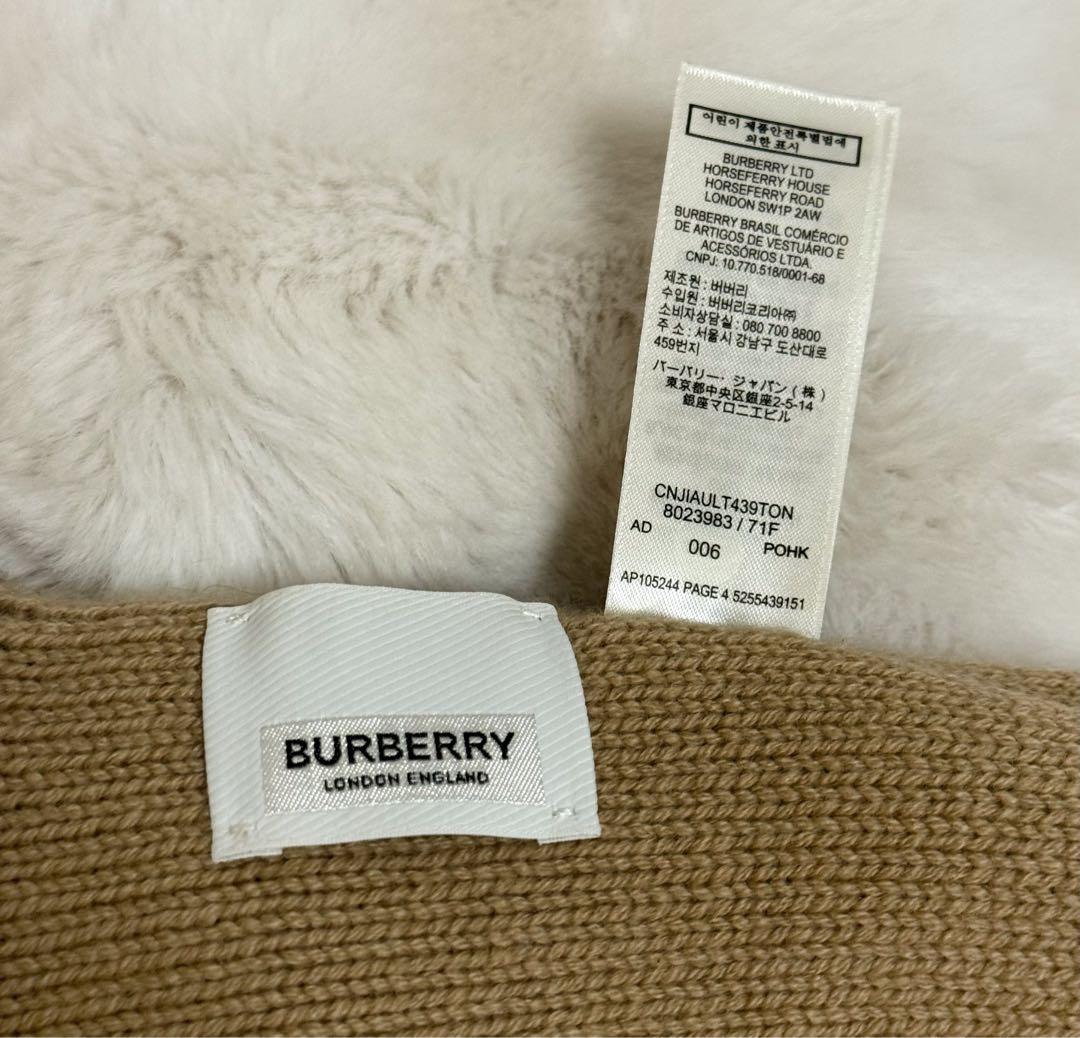 어린이 제품안전특별법에
의한 표시
BURBERRY LTD
HORSEFERRY HOUSE
HORSEFERRY ROAD
LONDON SW1P 2AW
BURBERRY BRASIL COMÉRCIO
DE ARTIGOS DE VESTUÁRIO E
ACESSÓRIOS LTDA.
CNPJ: 10.770.518/0001-68
제조원 : 버버리
수입원 : 버버리코리아㈜
소비자상담실 : 080 700 8800
주 소 : 서울시 강남구 도산대로
459번지
バーバリー・ジャパン(株)
東京都中央区銀座2-5-14
銀座マロニエビル
CNJIAULT439TON
8023983 / 71F
AD 006 POHK
AP105244 PAGE 4 5255439151
BURBERRY
LONDON ENGLAND